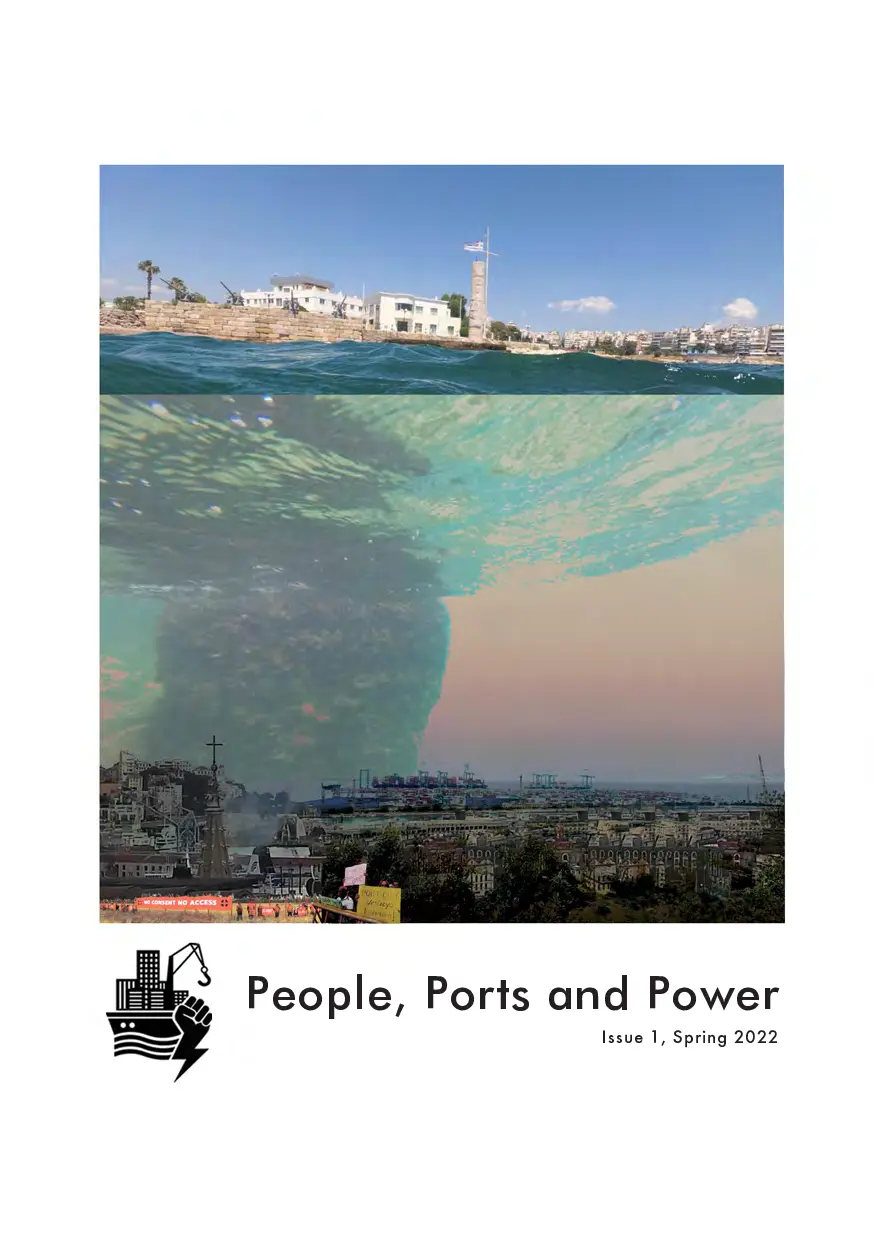 NO CONSENT NO ACCESS
People, Ports and Power
Issue 1, Spring 2022